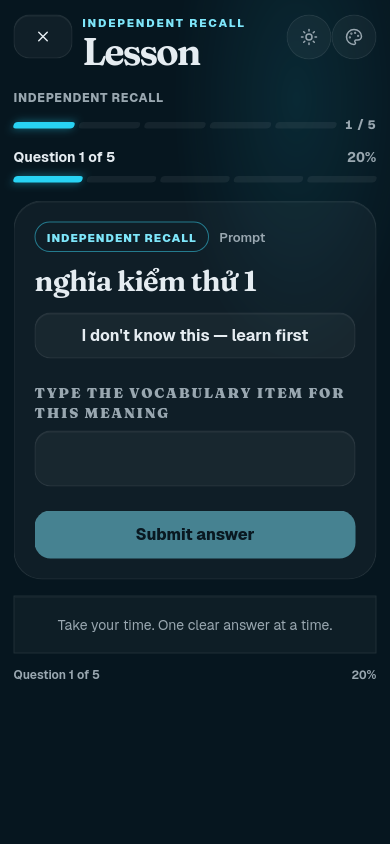 INDEPENDENT RECALL
Lesson
INDEPENDENT RECALL
1 / 5
Question 1 of 5 20%
INDEPENDENT RECALL Prompt
nghĩa kiểm thử 1
I don't know this — learn first
TYPE THE VOCABULARY ITEM FOR
THIS MEANING
Submit answer
Take your time. One clear answer at a time.
Question 1 of 5 20%